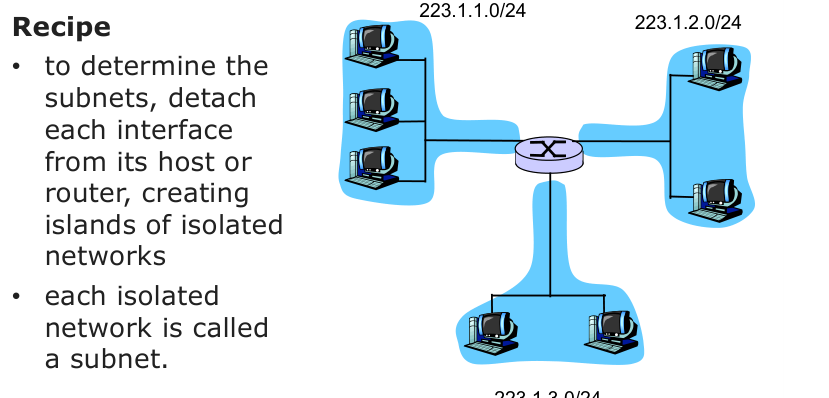 Recipe
• to determine the
subnets, detach
each interface
from its host or
router, creating
islands of isolated
networks
• each isolated
network is called
a subnet.
223.1.1.0/24
223.1.2.0/24
223.1.3.0/24